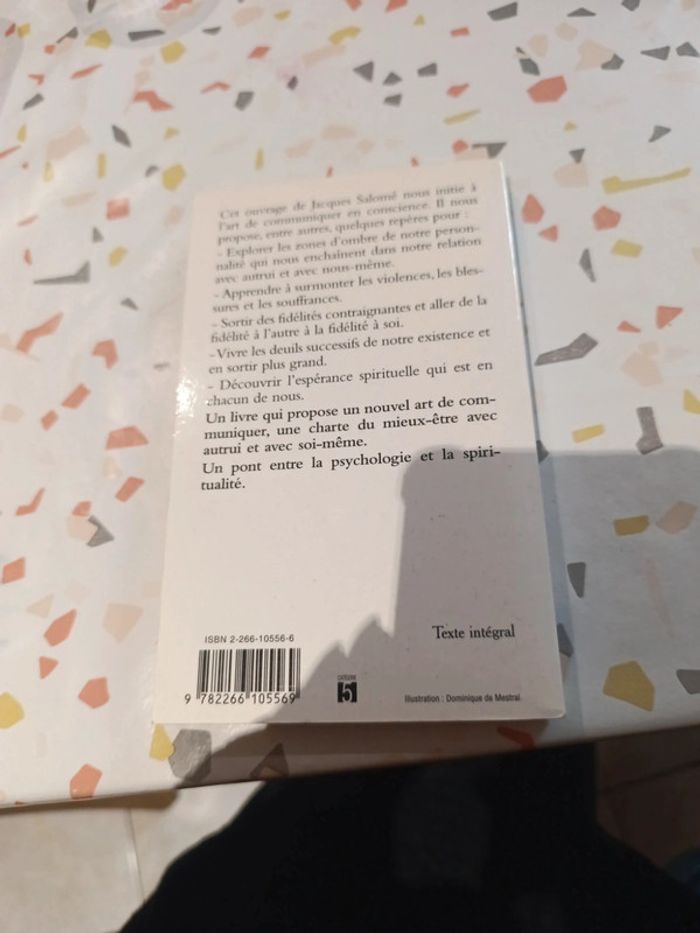 Cet ouvrage de Jacques Salomé nous initie à
l'art de communiquer en conscience. Il nous
propose, entre autres, quelques repères pour :
- Explorer les zones d'ombre de notre person-
nalité qui nous enchaînent dans notre relation
avec autrui et avec nous-même.
- Apprendre à surmonter les violences, les bles-
sures et les souffrances.
- Sortir des fidélités contraignantes et aller de la
fidélité à l'autre à la fidélité à soi.
- Vivre les deuils successifs de notre existence et
en sortir plus grand.
- Découvrir l'espérance spirituelle qui est en
chacun de nous.
Un livre qui propose un nouvel art de com-
muniquer, une charte du mieux-être avec
autrui et avec soi-même.
Un pont entre la psychologie et la spiri-
tualité.
Texte intégral
ISBN 2-266-10556-6
9 782266 105569
CATÉGORIE
5
Illustration : Dominique de Mestral.